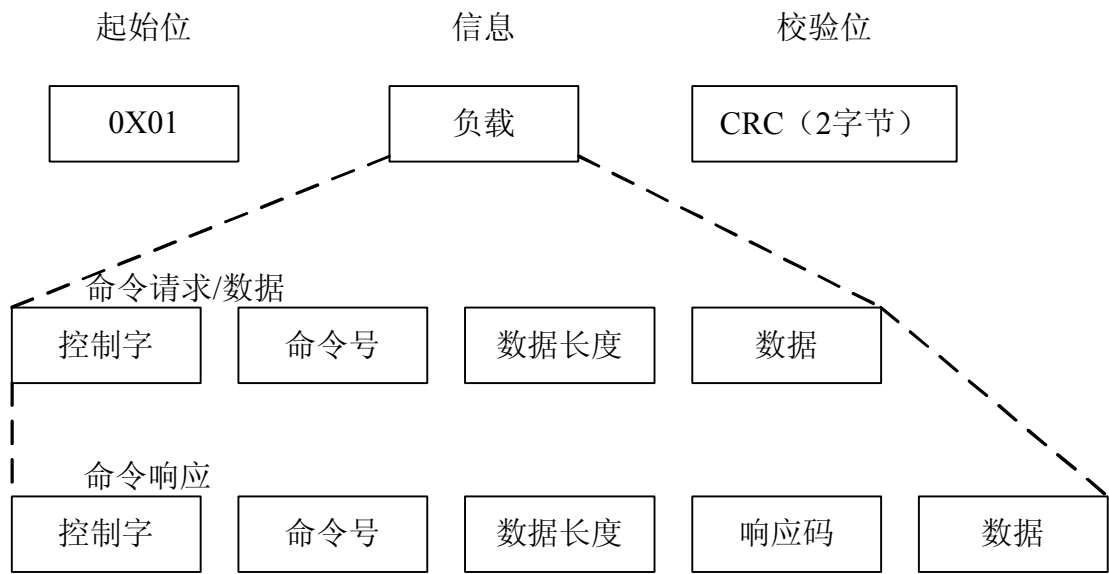 起始位 信息 校验位
0X01 负载 CRC（2字节）
命令请求/数据
控制字 命令号 数据长度 数据
命令响应
控制字 命令号 数据长度 响应码 数据